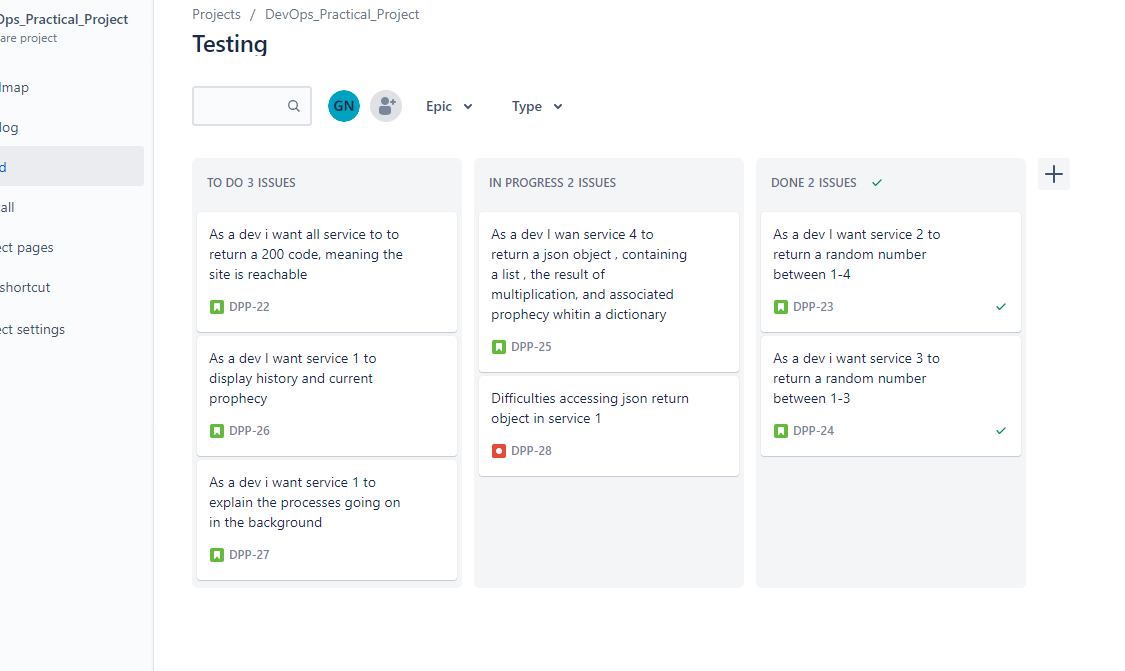 Ops_Practical_Project
are project
map
log
d
all
ect pages
shortcut
ect settings
Projects / DevOps_Practical_Project
Testing
GN
Epic
Type
TO DO 3 ISSUES
As a dev i want all service to to
return a 200 code, meaning the
site is reachable
DPP-22
As a dev I want service 1 to
display history and current
prophecy
DPP-26
As a dev i want service 1 to
explain the processes going on
in the background
DPP-27
IN PROGRESS 2 ISSUES
As a dev I wan service 4 to
return a json object , containing
a list , the result of
multiplication, and associated
prophecy whitin a dictionary
DPP-25
Difficulties accessing json return
object in service 1
DPP-28
DONE 2 ISSUES
As a dev I want service 2 to
return a random number
between 1-4
DPP-23
As a dev i want service 3 to
return a random number
between 1-3
DPP-24